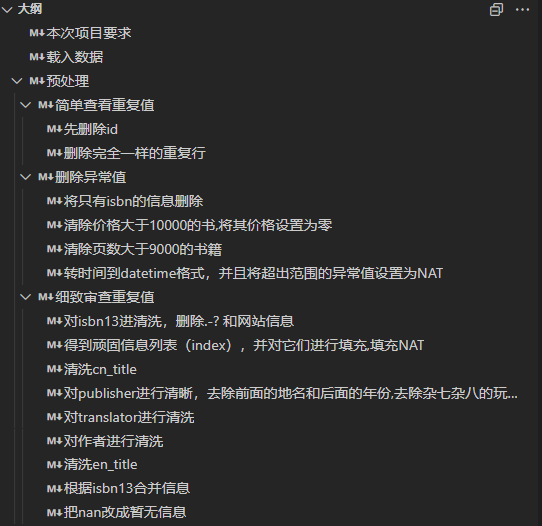 大纲
本次项目要求
载入数据
预处理
简单查看重复值
先删除id
删除完全一样的重复行
删除异常值
将只有isbn的信息删除
清除价格大于10000的书,将其价格设置为零
清除页数大于9000的书籍
转时间到datetime格式，并且将超出范围的异常值设置为NAT
细致审查重复值
对isbn13进清洗，删除.-? 和网站信息
得到顽固信息列表（index），并对它们进行填充,填充NAT
清洗cn_title
对publisher进行清晰，去除前面的地名和后面的年份,去除杂七杂八的玩...
对translator进行清洗
对作者进行清洗
清洗en_title
根据isbn13合并信息
把nan改成暂无信息